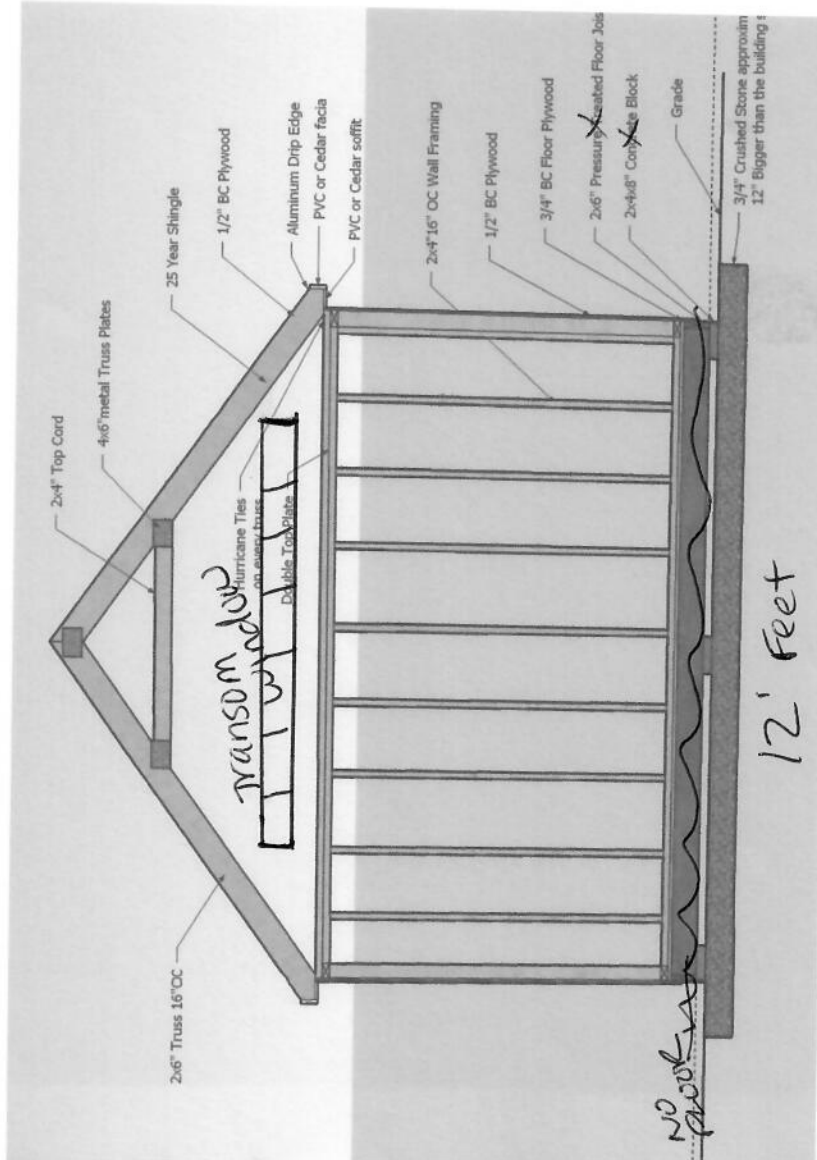 2x6" Truss 16"OC
2x4" Top Cord
4x6"metal Truss Plates
25 Year Shingle
1/2" BC Plywood
Aluminum Drip Edge
PVC or Cedar facia
PVC or Cedar soffit
Transom
Window
Hurricane Ties
on every truss
Double Top Plate
2x4"16" OC Wall Framing
1/2" BC Plywood
3/4" BC Floor Plywood
2x6" Pressure Treated Floor Jois
2x4x8" Concrete Block
Grade
3/4" Crushed Stone approxim
12" Bigger than the building s
NO
FLOOR
12' Feet